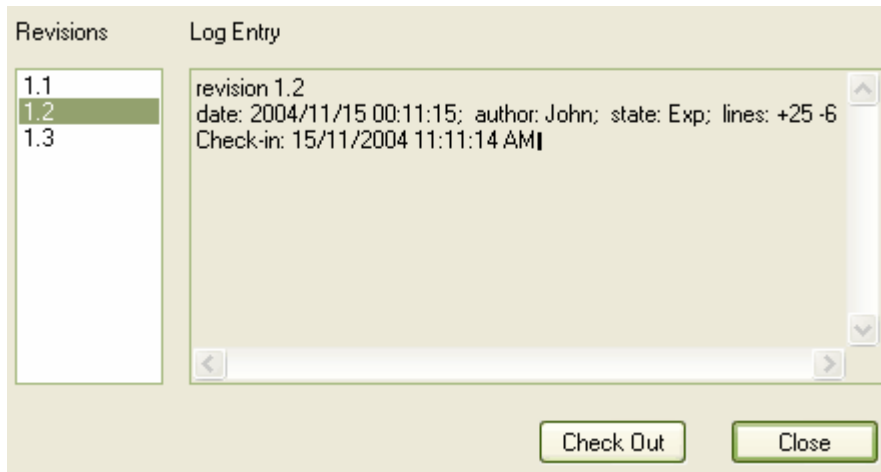 Revisions
Log Entry
1.1
1.2
1.3
revision 1.2
date: 2004/11/15 00:11:15;  author: John;  state: Exp;  lines: +25 -6
Check-in: 15/11/2004 11:11:14 AM
Check Out
Close